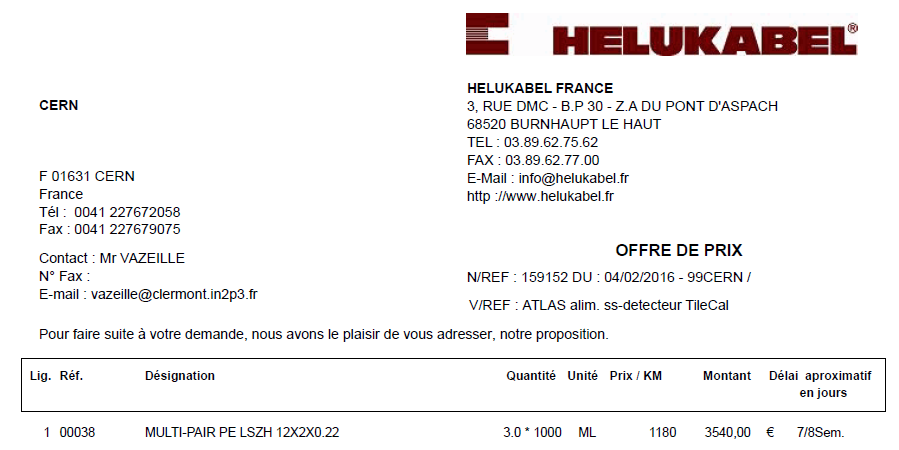 HELUKABEL®
CERN
HELUKABEL FRANCE
3, RUE DMC - B.P 30 - Z.A DU PONT D'ASPACH
68520 BURNHAUPT LE HAUT
TEL : 03.89.62.75.62
FAX : 03.89.62.77.00
E-Mail : info@helukabel.fr
http ://www.helukabel.fr
F 01631 CERN
France
Tél : 0041 227672058
Fax : 0041 227679075
Contact : Mr VAZEILLE
N° Fax :
E-mail : vazeille@clermont.in2p3.fr
OFFRE DE PRIX
N/REF : 159152 DU : 04/02/2016 - 99CERN /
V/REF : ATLAS alim. ss-detecteur TileCal
Pour faire suite à votre demande, nous avons le plaisir de vous adresser, notre proposition.
Lig. Réf. Désignation Quantité Unité Prix / KM Montant Délai aproximatif
en jours
1 00038 MULTI-PAIR PE LSZH 12X2X0.22 3.0 * 1000 ML 1180 3540,00 € 7/8Sem.